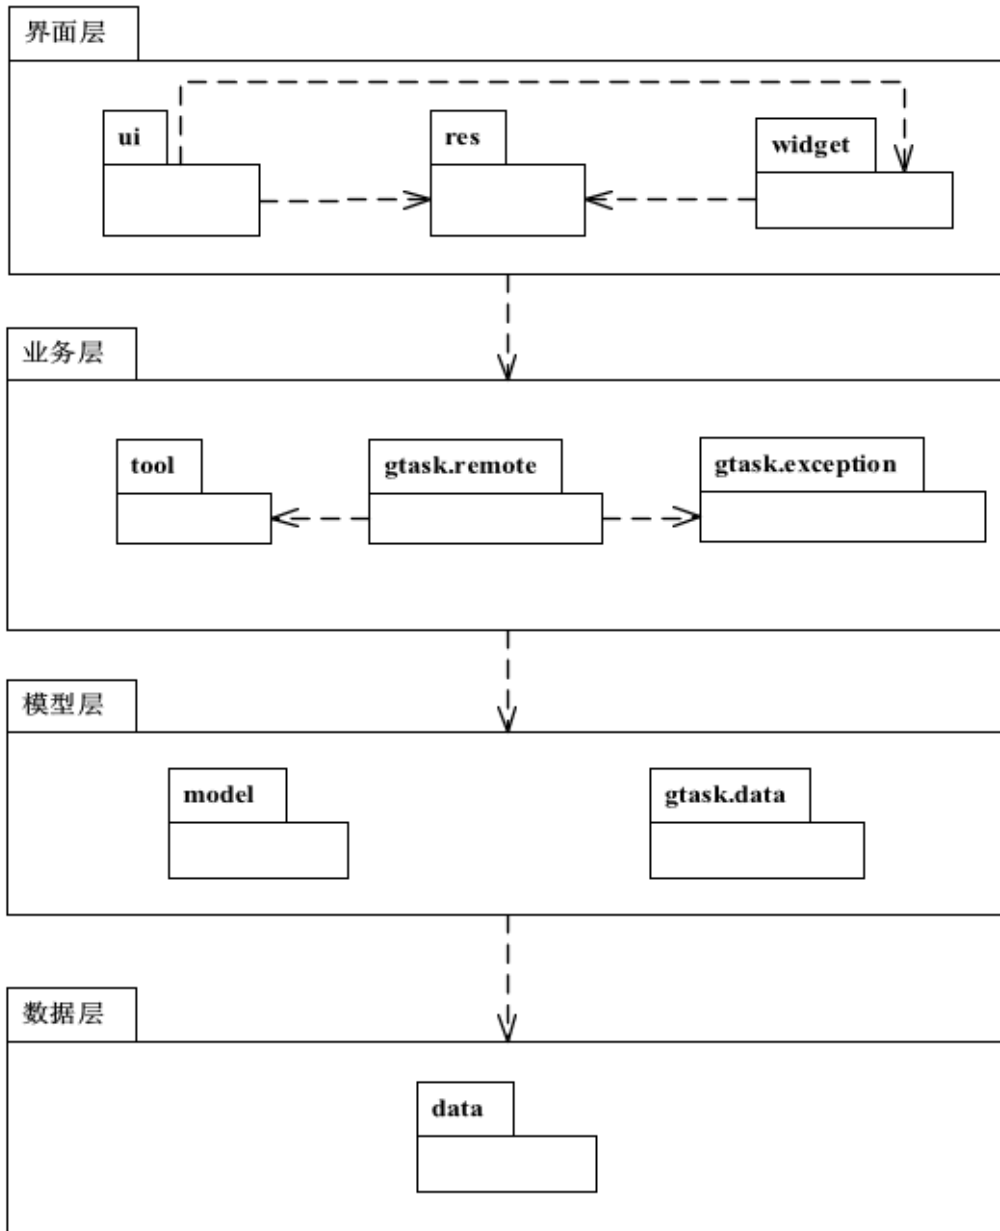 界面层
ui
res
widget
业务层
tool
gtask.remote
gtask.exception
模型层
model
gtask.data
数据层
data